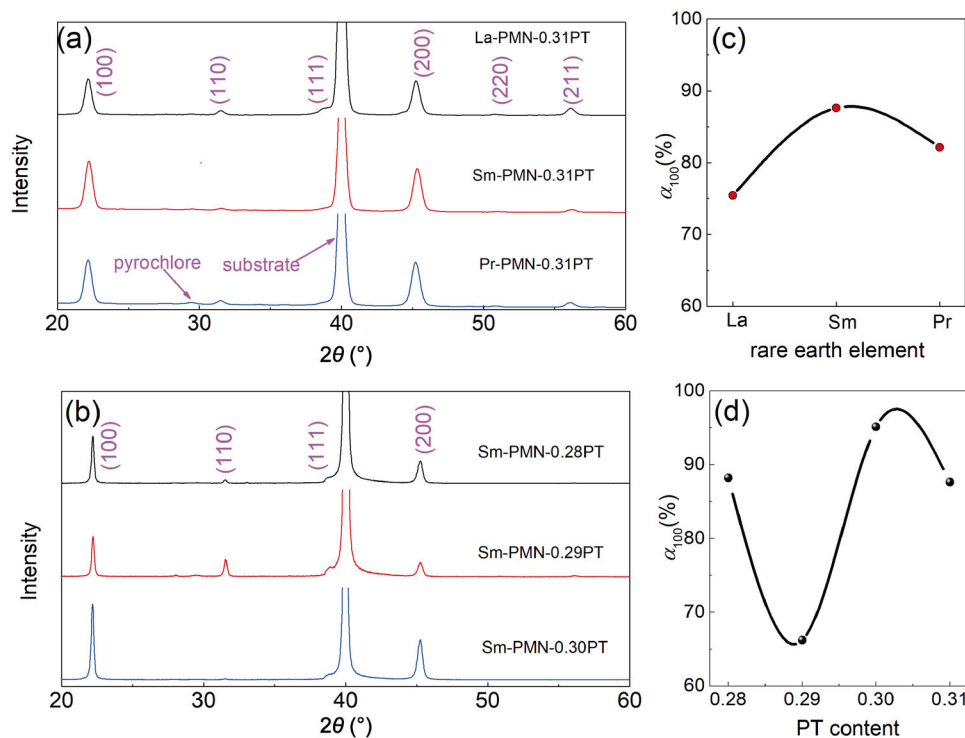 (a)
La-PMN-0.31PT
(100)
(110)
(111)
(200)
(220)
(211)
Sm-PMN-0.31PT
pyrochlore
substrate
Pr-PMN-0.31PT
Intensity
20 30 40 50 60
2θ (°)
(c)
100
90
80
70
60
α100(%)
La Sm Pr
rare earth element
(b)
(100)
(110)
(111)
(200)
Sm-PMN-0.28PT
Sm-PMN-0.29PT
Sm-PMN-0.30PT
Intensity
20 30 40 50 60
2θ (°)
(d)
100
90
80
70
60
α100(%)
0.28 0.29 0.30 0.31
PT content